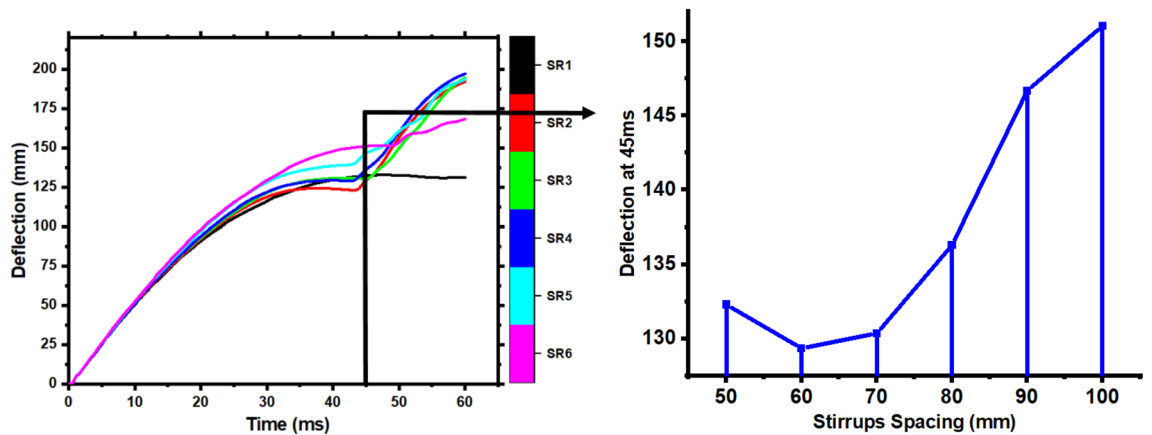 200
175
150
125
100
75
50
25
0
Deflection (mm)
0 10 20 30 40 50 60
Time (ms)
SR1
SR2
SR3
SR4
SR5
SR6
150
145
140
135
130
Deflection at 45ms
50 60 70 80 90 100
Stirrups Spacing (mm)